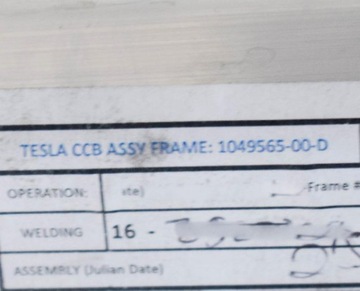 TESLA CCB ASSY FRAME: 1049565-00-D
OPERATION: ate) Frame #
WELDING 16 -
ASSEMBLY (Julian Date)